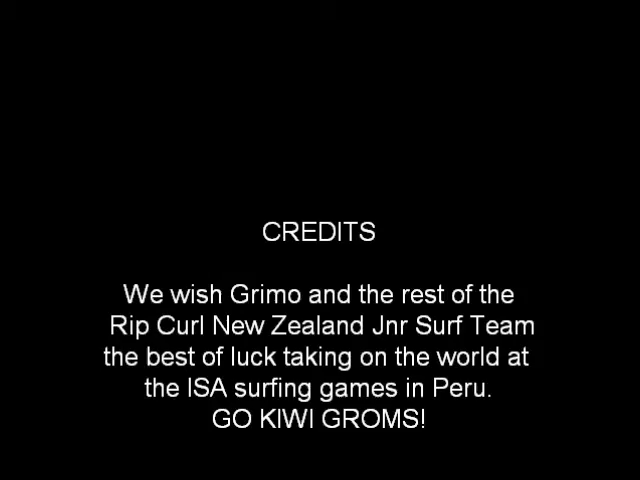 CREDITS
We wish Grimo and the rest of the
Rip Curl New Zealand Jnr Surf Team
the best of luck taking on the world at
the ISA surfing games in Peru.
GO KIWI GROMS!